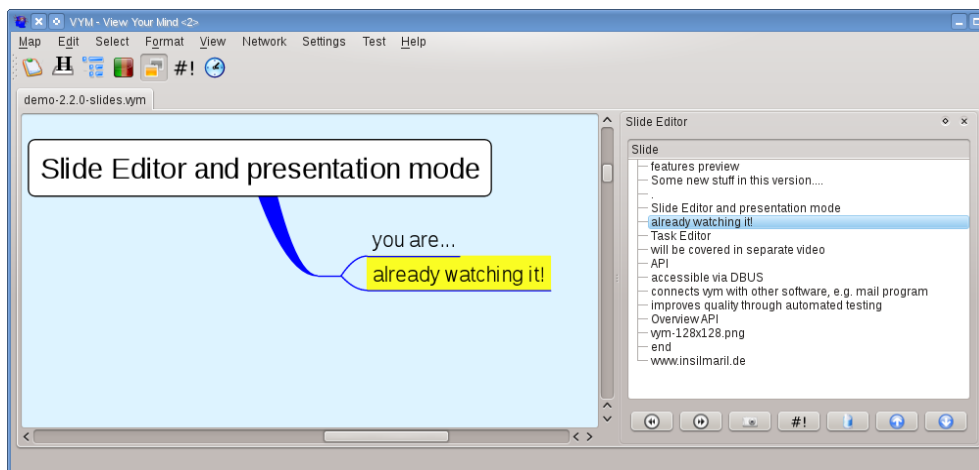 VYM - View Your Mind <2>
Map Edit Select Format View Network Settings Test Help
H #!
demo-2.2.0-slides.vym
Slide Editor and presentation mode
you are...
already watching it!
Slide Editor
Slide
features preview
Some new stuff in this version....
.
Slide Editor and presentation mode
already watching it!
Task Editor
will be covered in separate video
API
accessible via DBUS
connects vym with other software, e.g. mail program
improves quality through automated testing
Overview API
vym-128x128.png
end
www.insilmaril.de
#!